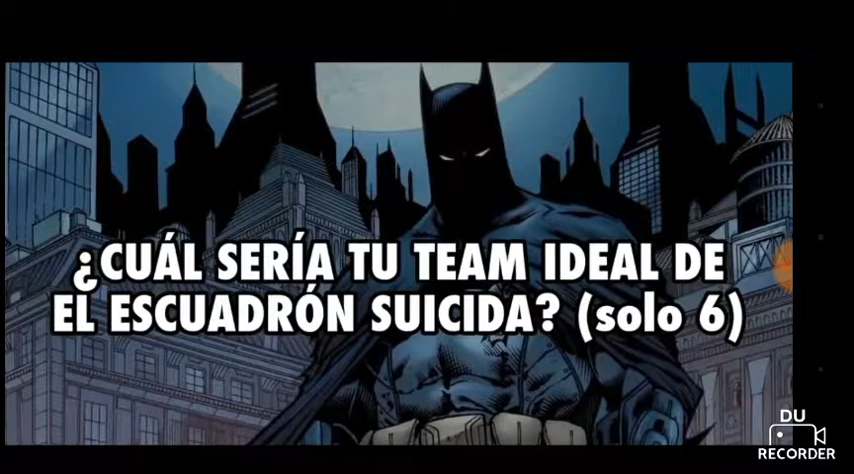 ¿CUÁL SERÍA TU TEAM IDEAL DE
EL ESCUADRÓN SUICIDA? (solo 6)
DU
RECORDER